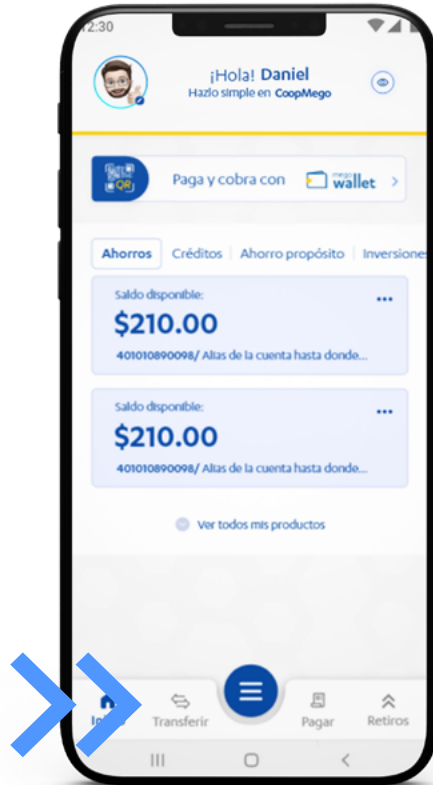 12:30
¡Hola! Daniel
Hazlo simple en CoopMego
QR
Paga y cobra con mego wallet
Ahorros Créditos Ahorro propósito Inversione
Saldo disponible:
$210.00
401010890098/ Alias de la cuenta hasta donde...
Saldo disponible:
$210.00
401010890098/ Alias de la cuenta hasta donde...
Ver todos mis productos
Transferir Pagar Retiros